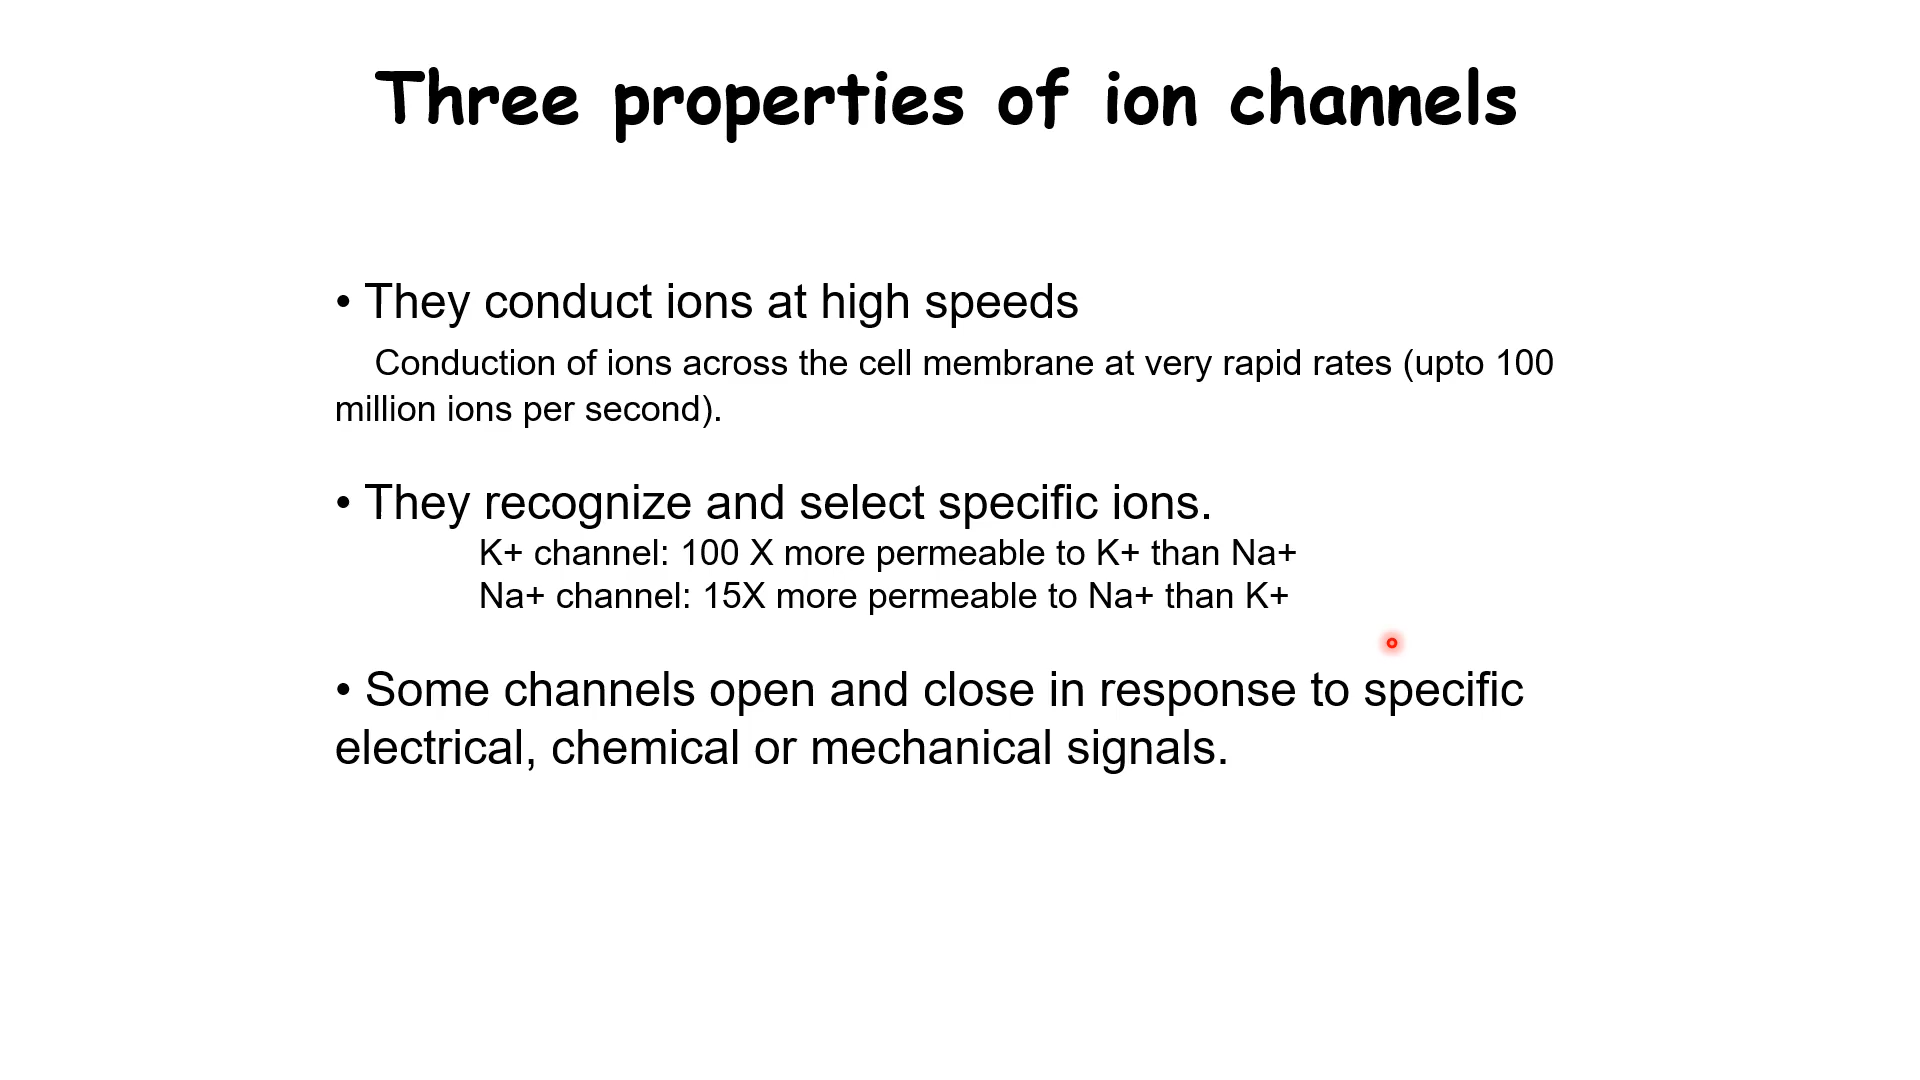 Three properties of ion channels
• They conduct ions at high speeds
Conduction of ions across the cell membrane at very rapid rates (upto 100
million ions per second).
• They recognize and select specific ions.
K+ channel: 100 X more permeable to K+ than Na+
Na+ channel: 15X more permeable to Na+ than K+
• Some channels open and close in response to specific
electrical, chemical or mechanical signals.